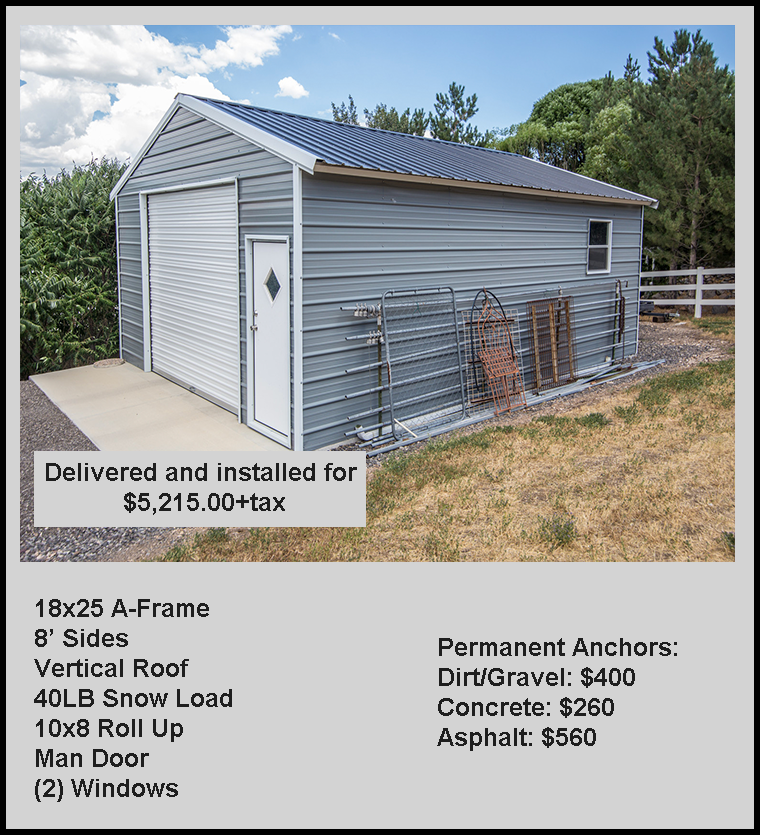 Delivered and installed for
$5,215.00+tax
18x25 A-Frame
8’ Sides
Vertical Roof
40LB Snow Load
10x8 Roll Up
Man Door
(2) Windows
Permanent Anchors:
Dirt/Gravel: $400
Concrete: $260
Asphalt: $560